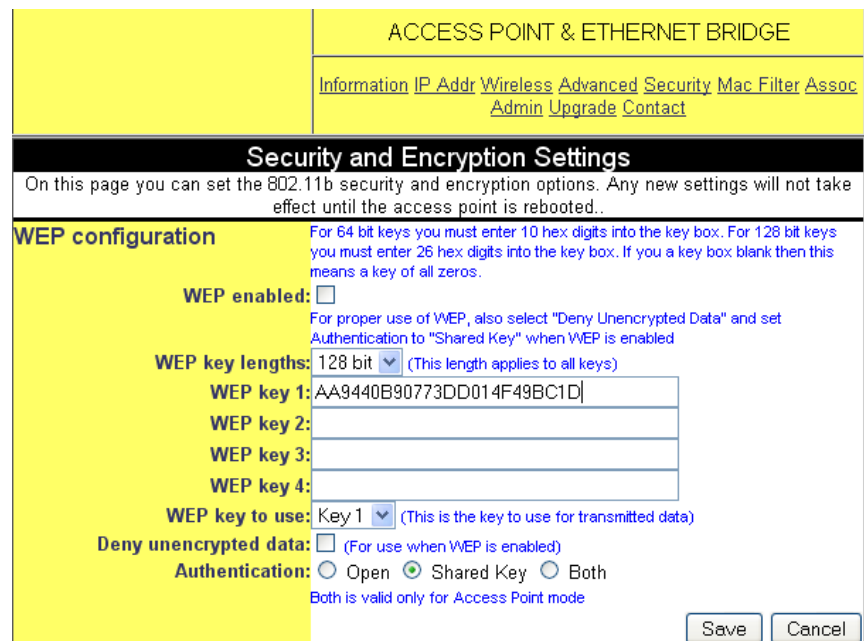 ACCESS POINT & ETHERNET BRIDGE
Information IP Addr Wireless Advanced Security Mac Filter Assoc
Admin Upgrade Contact
Security and Encryption Settings
On this page you can set the 802.11b security and encryption options. Any new settings will not take
effect until the access point is rebooted..
WEP configuration
For 64 bit keys you must enter 10 hex digits into the key box. For 128 bit keys
you must enter 26 hex digits into the key box. If you a key box blank then this
means a key of all zeros.
WEP enabled:
For proper use of WEP, also select "Deny Unencrypted Data" and set
Authentication to "Shared Key" when WEP is enabled
WEP key lengths: 128 bit (This length applies to all keys)
WEP key 1: AA9440B90773DD014F49BC1D
WEP key 2:
WEP key 3:
WEP key 4:
WEP key to use: Key 1 (This is the key to use for transmitted data)
Deny unencrypted data: (For use when WEP is enabled)
Authentication: Open Shared Key Both
Both is valid only for Access Point mode
Save Cancel